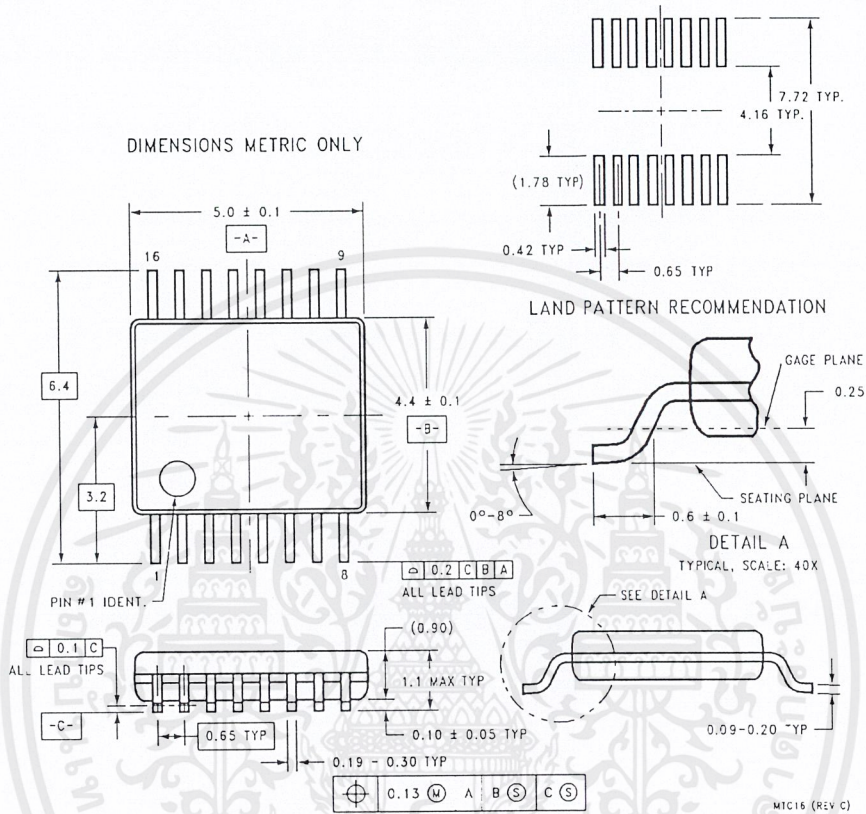 7.72 TYP.
4.16 TYP.
(1.78 TYP)
0.42 TYP
0.65 TYP
LAND PATTERN RECOMMENDATION
DIMENSIONS METRIC ONLY
5.0 ± 0.1
-A-
16
9
6.4
3.2
4.4 ± 0.1
-B-
1
8
PIN #1 IDENT.
⌓ 0.2 C B A
ALL LEAD TIPS
GAGE PLANE
0.25
SEATING PLANE
0°-8°
0.6 ± 0.1
DETAIL A
TYPICAL, SCALE: 40X
SEE DETAIL A
⌓ 0.1 C
ALL LEAD TIPS
-C-
(0.90)
1.1 MAX TYP
0.65 TYP
0.10 ± 0.05 TYP
0.19 - 0.30 TYP
0.09-0.20 TYP
⌖ 0.13 Ⓜ A B Ⓢ C Ⓢ
MTC16 (REV C)